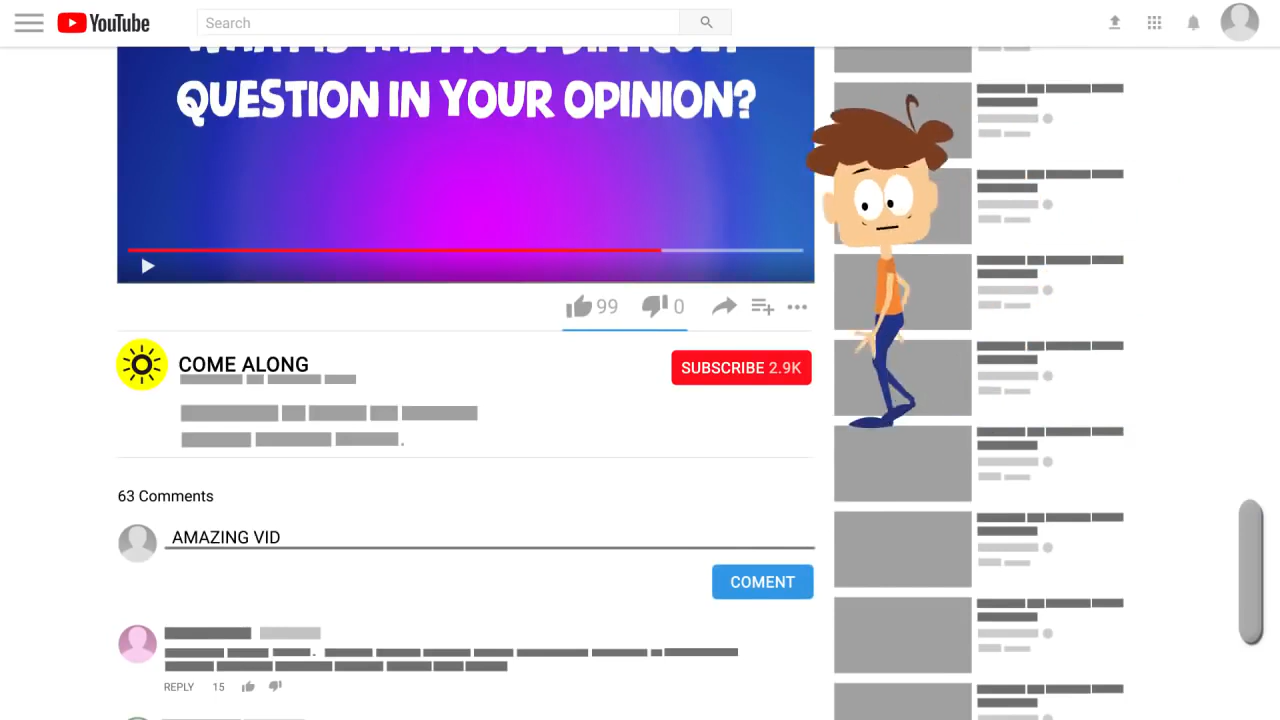 YouTube
Search
WHAT IS THE MOST DIFFICULT
QUESTION IN YOUR OPINION?
99 0
COME ALONG
SUBSCRIBE 2.9K
63 Comments
AMAZING VID
COMENT
REPLY 15